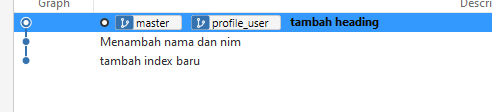 Graph Descri
master profile_user tambah heading
Menambah nama dan nim
tambah index baru